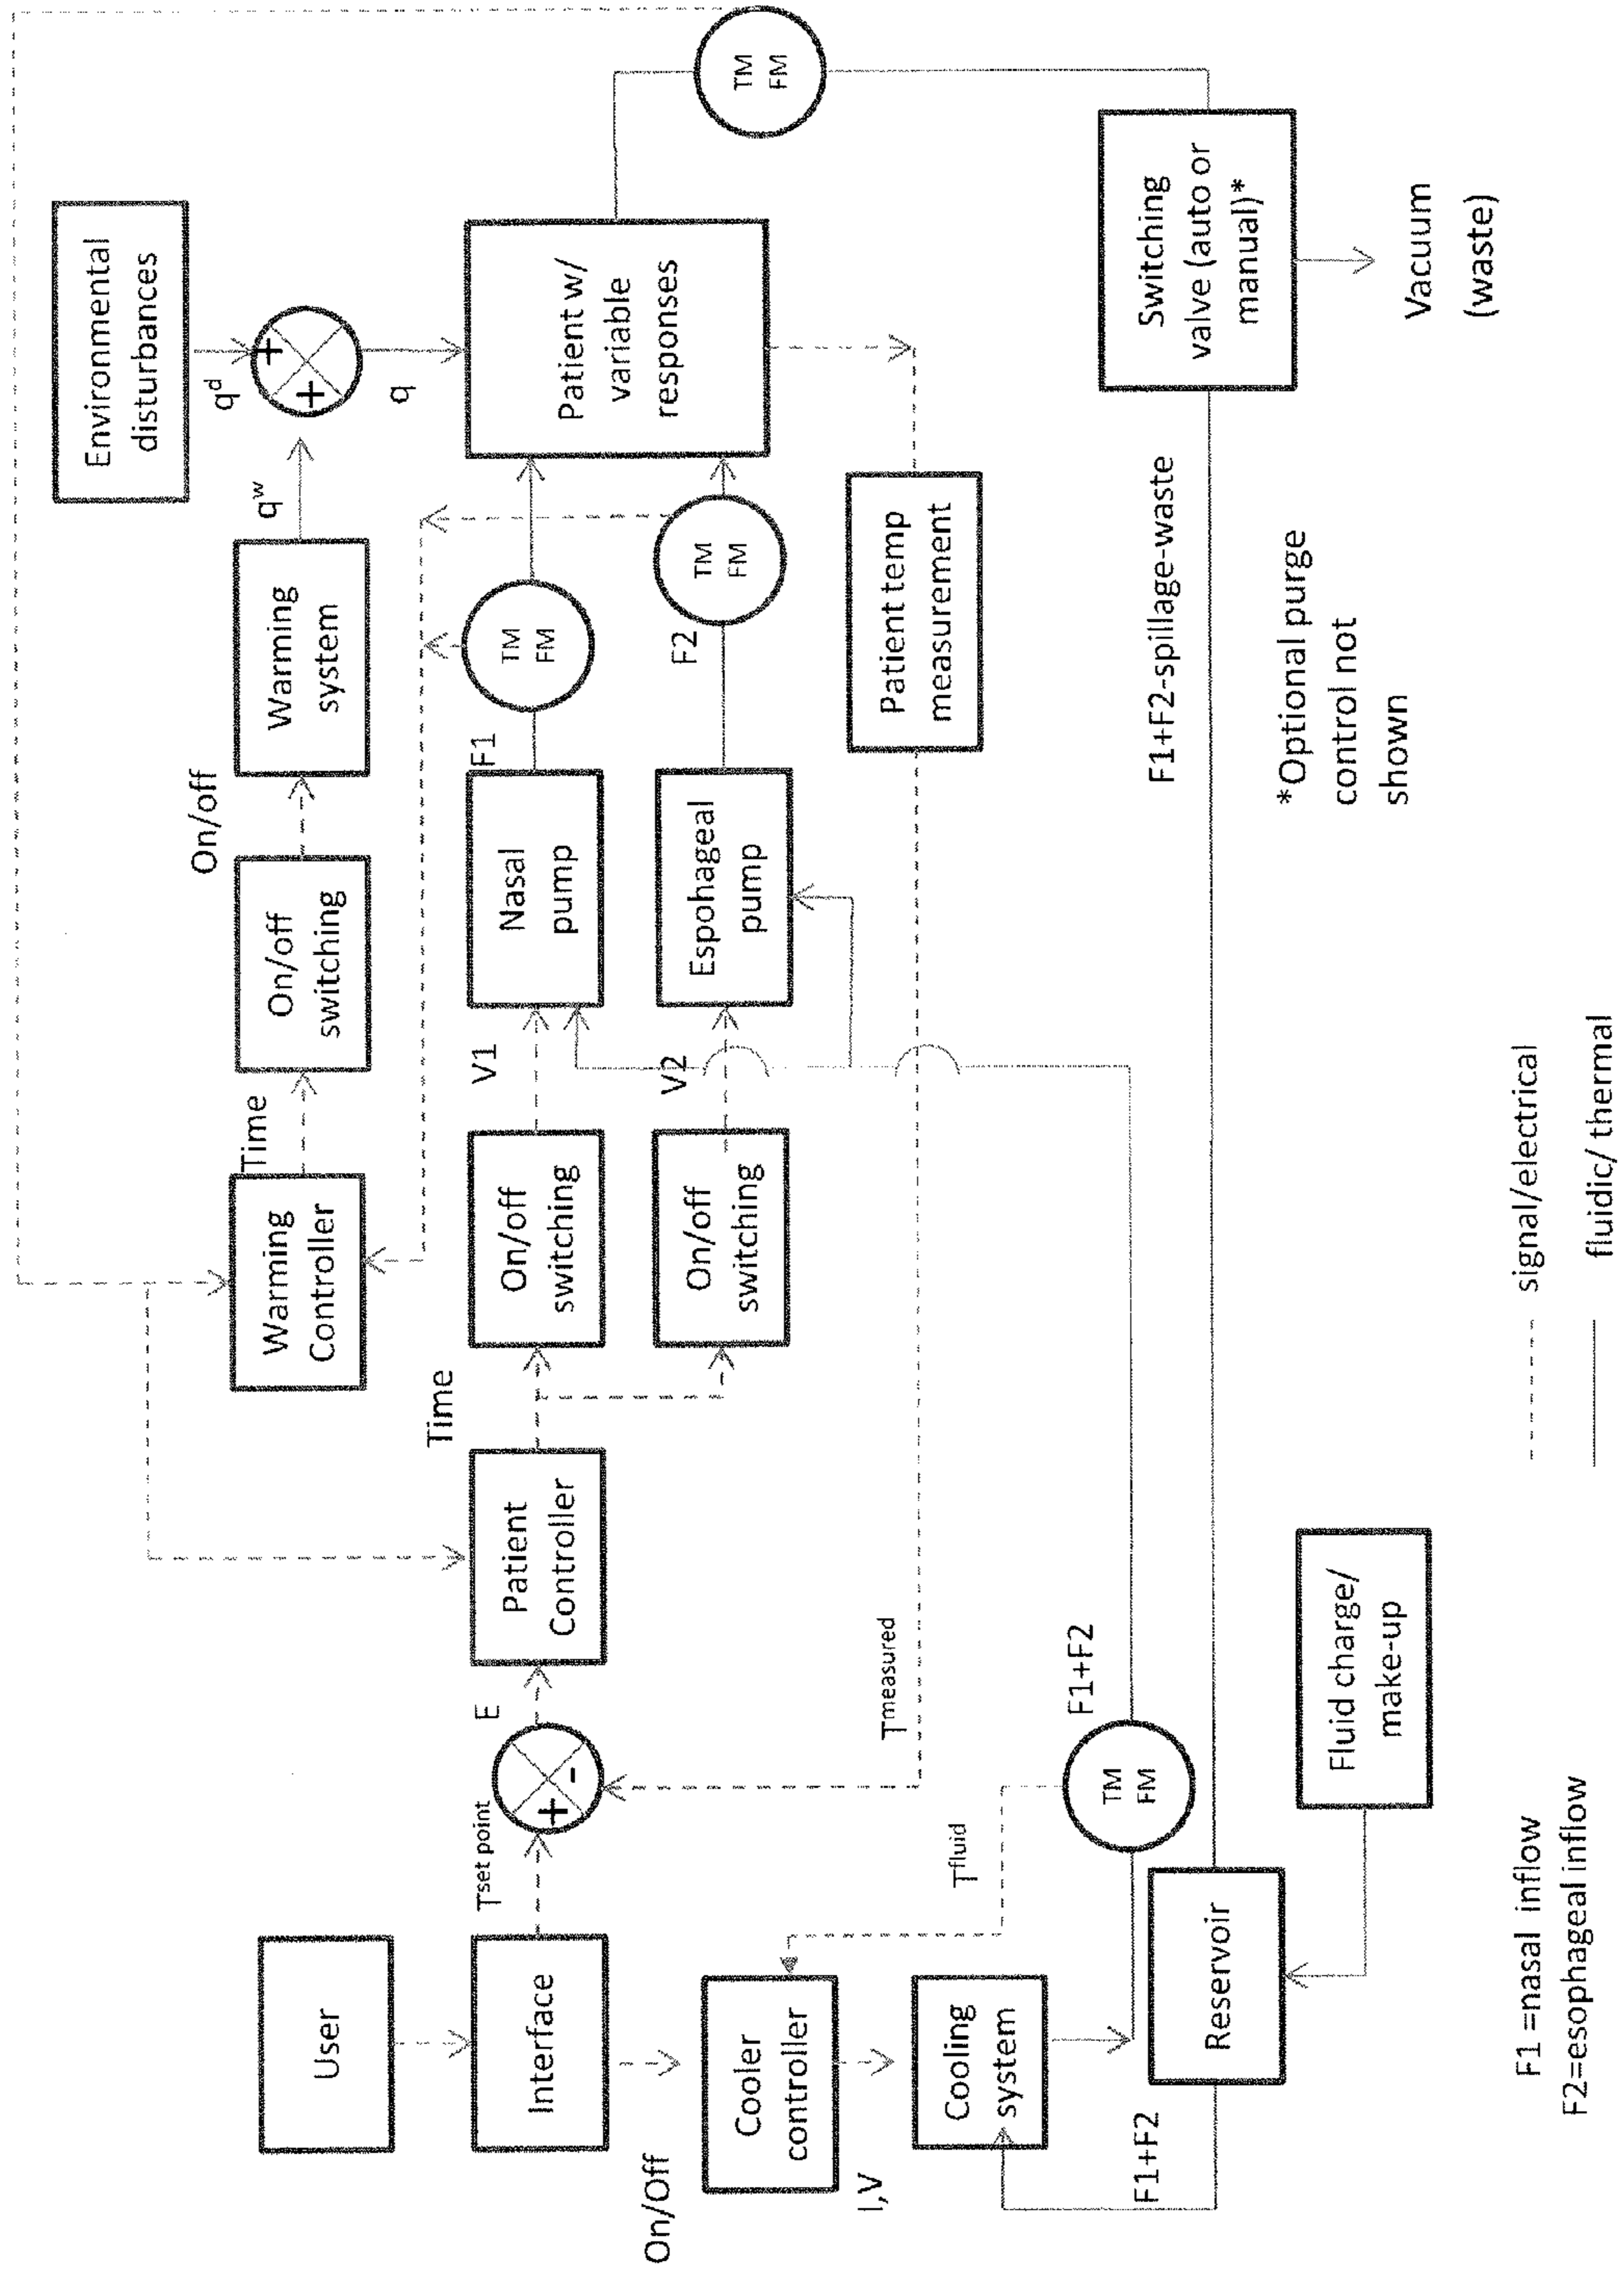 User
Interface
On/Off
Cooler
controller
I,V
Cooling
system
F1+F2
Reservoir
T^set point
+
-
E
T^measured
T^fluid
TM
FM
F1+F2
Fluid charge/
make-up
Patient
Controller
Time
Warming
Controller
Time
On/off
switching
On/off
switching
On/off
switching
On/off
V1
V2
Nasal
pump
Espohageal
pump
F1
F2
Warming
system
TM
FM
TM
FM
q^w
Environmental
disturbances
q^d
+
+
q
Patient w/
variable
responses
Patient temp
measurement
TM
FM
F1+F2-spillage-waste
Switching
valve (auto or
manual)*
Vacuum
(waste)
*Optional purge
control not
shown
signal/electrical
fluidic/ thermal
F1 =nasal inflow
F2=esophageal inflow